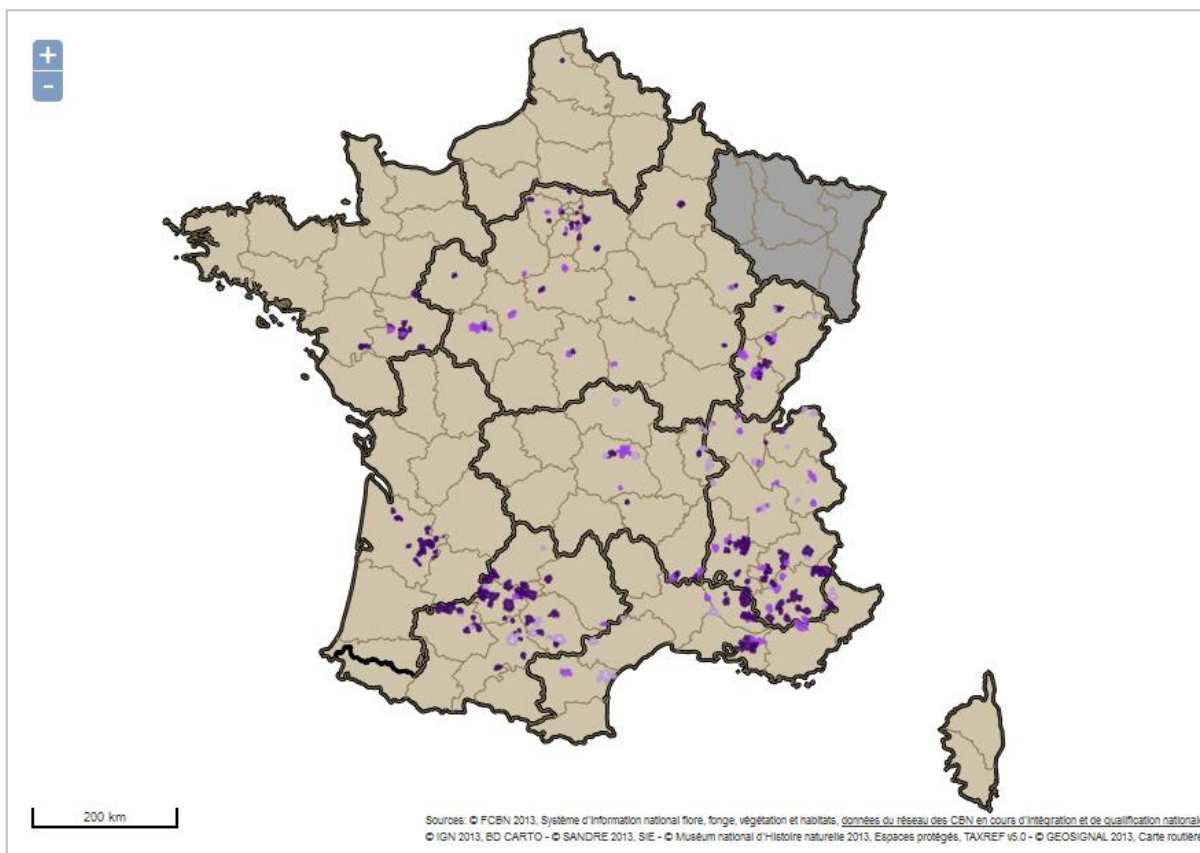 +
-
200 km
Sources: © FCBN 2013, Système d'information national flore, fonge, végétation et habitats, données du réseau des CBN en cours d'intégration et de qualification nationale
© IGN 2013, BD CARTO - © SANDRE 2013, SIE - © Muséum national d'Histoire naturelle 2013, Espaces protégés, TAXREF v5.0 - © GEOSIGNAL 2013, Carte routière